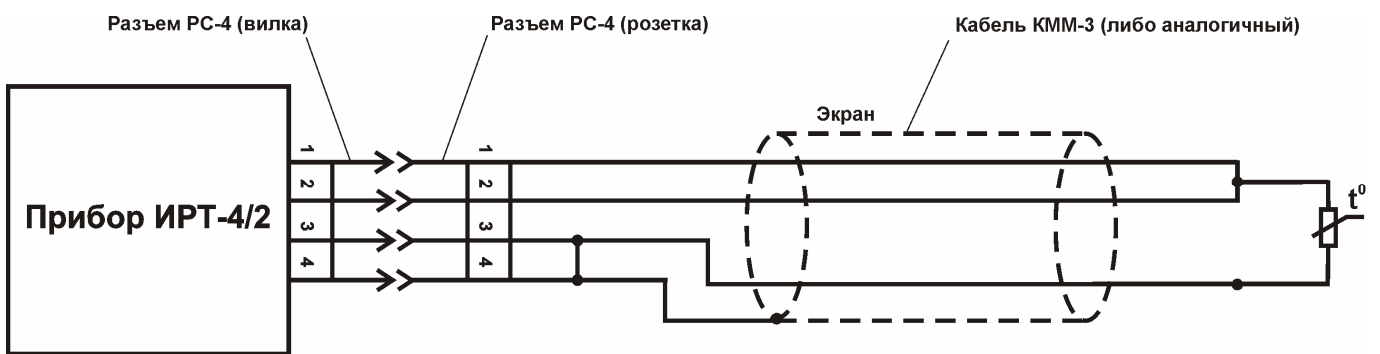 Разъем РС-4 (вилка)
Разъем РС-4 (розетка)
Кабель КММ-3 (либо аналогичный)
Экран
Прибор ИРТ-4/2
1
2
3
4
1
2
3
4
t⁰